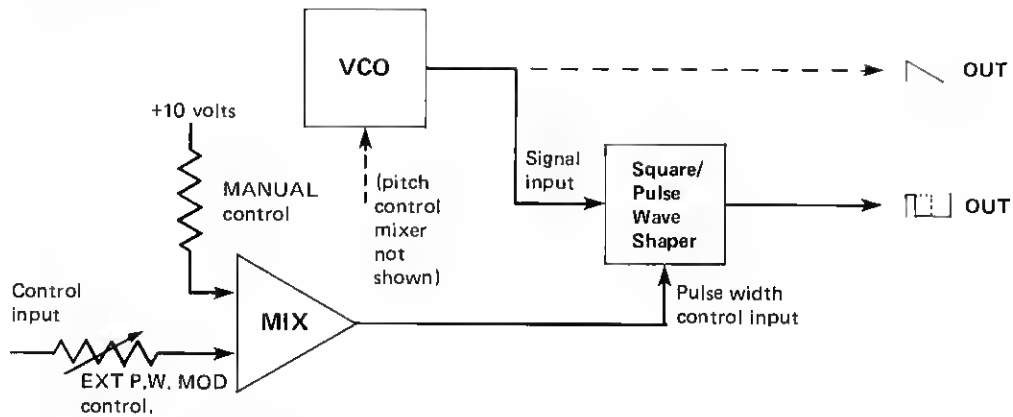 VCO
OUT
+10 volts
MANUAL
control
(pitch
control
mixer
not
shown)
Signal
input
Square/
Pulse
Wave
Shaper
OUT
Control
input
MIX
Pulse width
control input
EXT P.W. MOD
control.